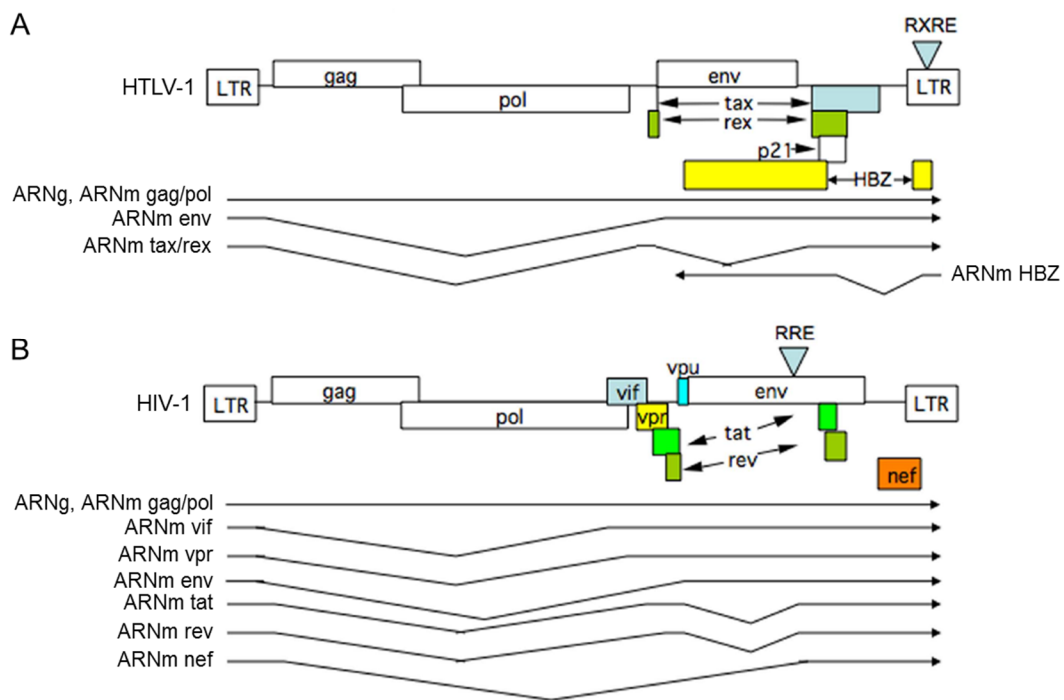 A
RXRE
HTLV-1
LTR
gag
pol
env
LTR
tax
rex
p21
HBZ
ARNg, ARNm gag/pol
ARNm env
ARNm tax/rex
ARNm HBZ
B
RRE
HIV-1
LTR
gag
pol
vif
vpu
env
LTR
vpr
tat
rev
nef
ARNg, ARNm gag/pol
ARNm vif
ARNm vpr
ARNm env
ARNm tat
ARNm rev
ARNm nef